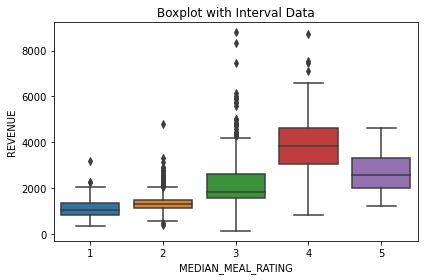 Boxplot with Interval Data
8000
6000
4000
2000
0
REVENUE
1 2 3 4 5
MEDIAN_MEAL_RATING